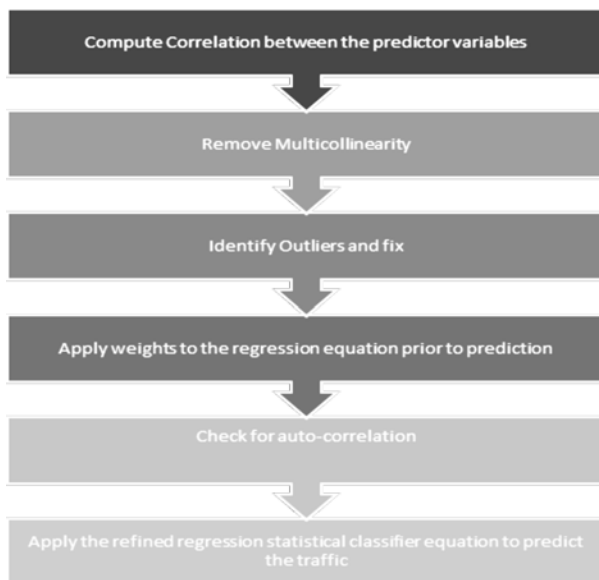 Compute Correlation between the predictor variables
Remove Multicollinearity
Identify Outliers and fix
Apply weights to the regression equation prior to prediction
Check for auto-correlation
Apply the refined regression statistical classifier equation to predict
the traffic